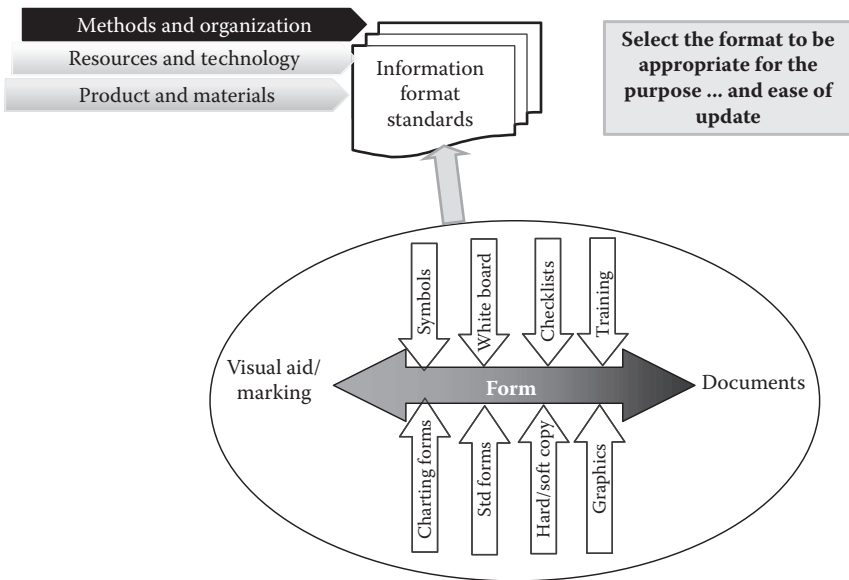 Methods and organization
Resources and technology
Product and materials
Information
format
standards
Select the format to be
appropriate for the
purpose ... and ease of
update
Symbols
White board
Checklists
Training
Visual aid/
marking
Form
Documents
Charting forms
Std forms
Hard/soft copy
Graphics